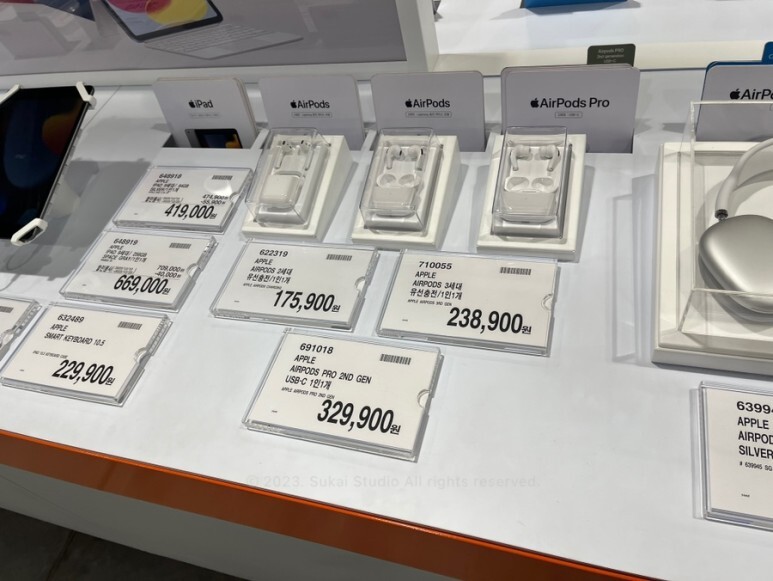 iPad
AirPods
AirPods
AirPods Pro
648918
APPLE
419,000원
648919
APPLE
669,000원
632489
APPLE
SMART KEYBOARD 10.5
229,900원
622319
APPLE
AIRPODS 2세대
유선충전/1인1개
175,900원
710055
APPLE
AIRPODS 3세대
유선충전/1인1개
APPLE AIRPODS 3RD GEN
238,900원
691018
APPLE
AIRPODS PRO 2ND GEN
USB-C 1인1개
APPLE AIRPODS PRO 2ND GEN
329,900원
APPLE
SILVER
© 2023. Sukai Studio All rights reserved.